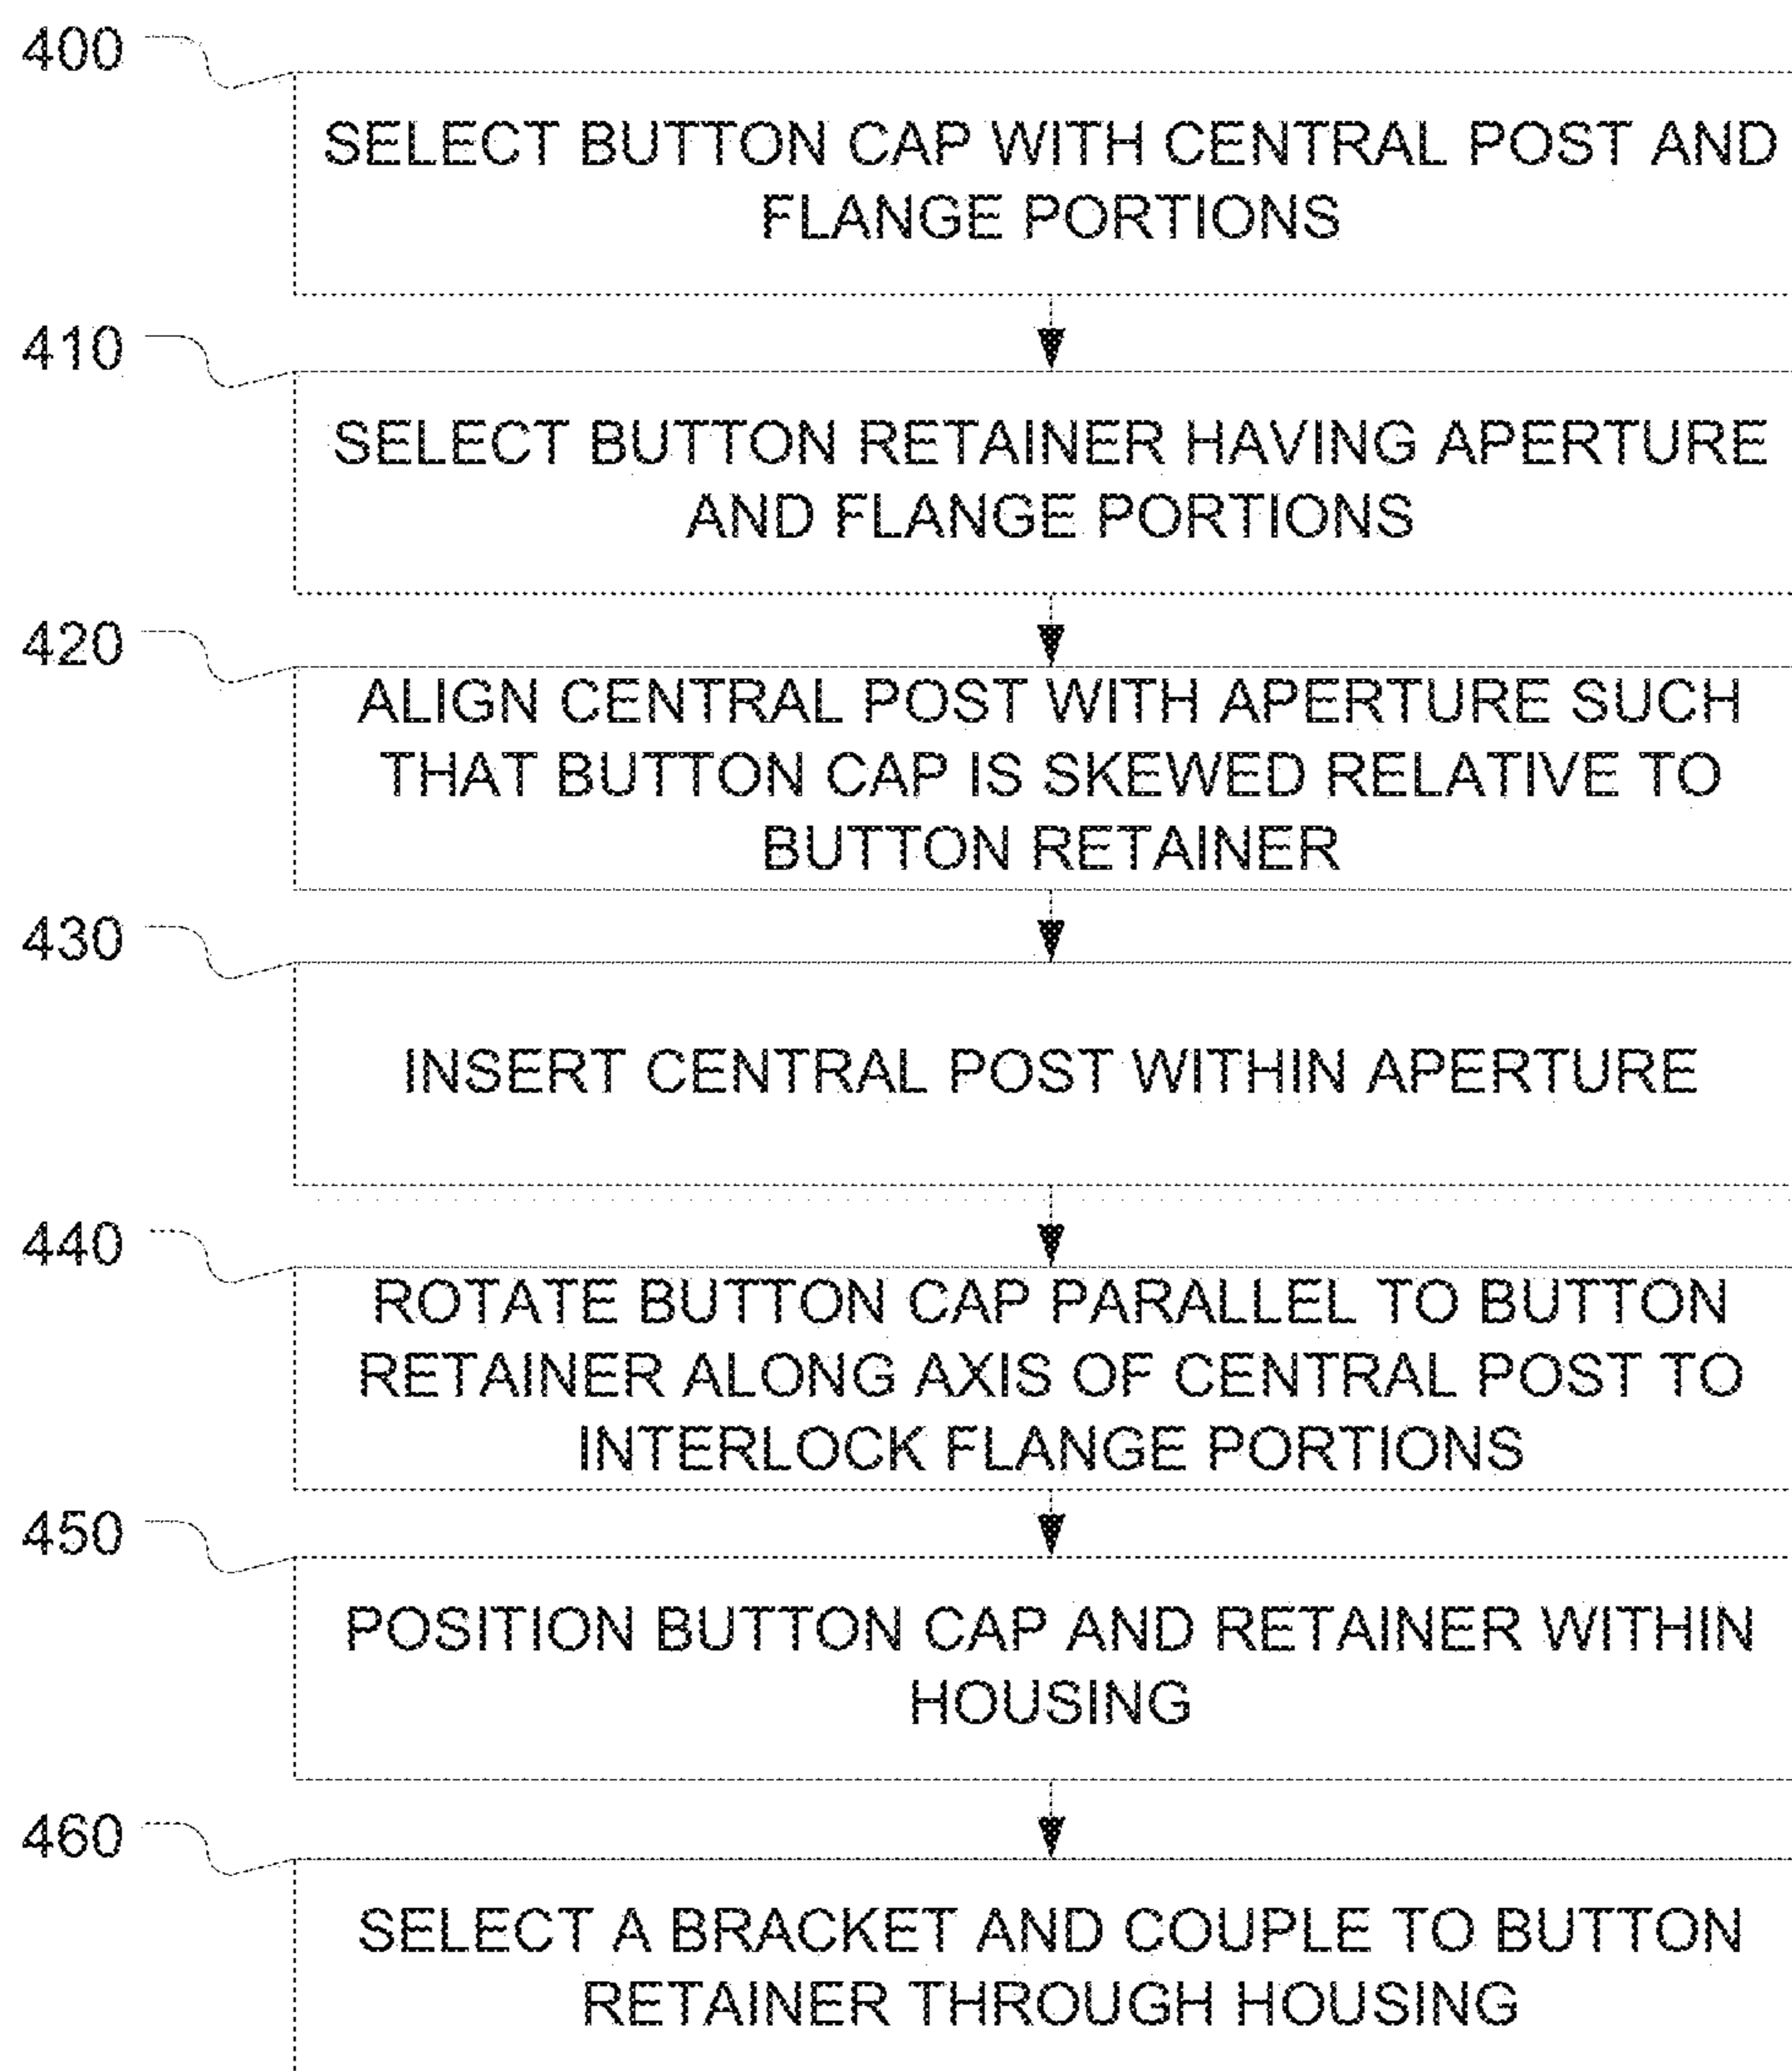 400
SELECT BUTTON CAP WITH CENTRAL POST AND
FLANGE PORTIONS
410
SELECT BUTTON RETAINER HAVING APERTURE
AND FLANGE PORTIONS
420
ALIGN CENTRAL POST WITH APERTURE SUCH
THAT BUTTON CAP IS SKEWED RELATIVE TO
BUTTON RETAINER
430
INSERT CENTRAL POST WITHIN APERTURE
440
ROTATE BUTTON CAP PARALLEL TO BUTTON
RETAINER ALONG AXIS OF CENTRAL POST TO
INTERLOCK FLANGE PORTIONS
450
POSITION BUTTON CAP AND RETAINER WITHIN
HOUSING
460
SELECT A BRACKET AND COUPLE TO BUTTON
RETAINER THROUGH HOUSING